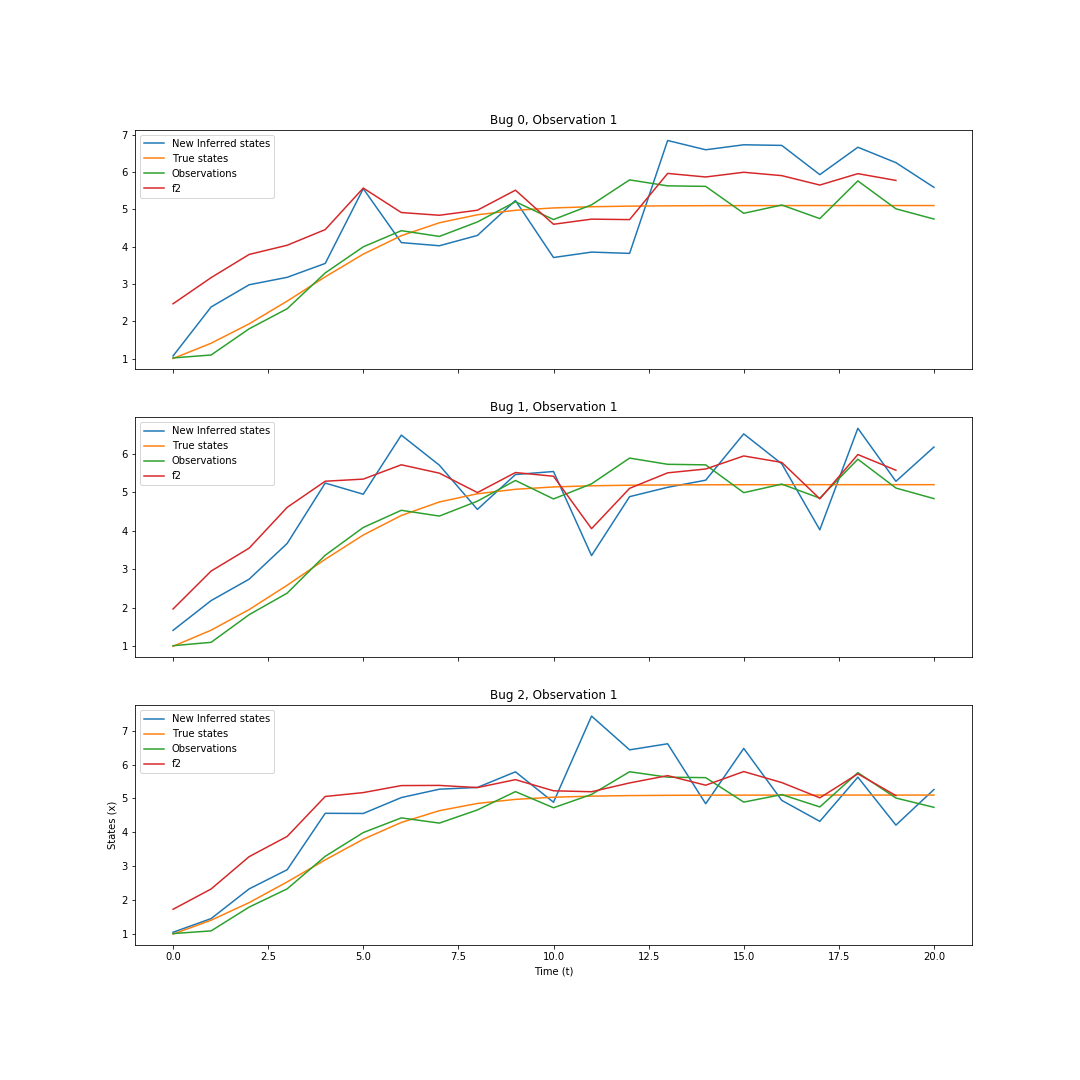 Bug 0, Observation 1
7
6
5
4
3
2
1
New Inferred states
True states
Observations
f2
Bug 1, Observation 1
6
5
4
3
2
1
New Inferred states
True states
Observations
f2
Bug 2, Observation 1
States (x)
7
6
5
4
3
2
1
New Inferred states
True states
Observations
f2
0.0 2.5 5.0 7.5 10.0 12.5 15.0 17.5 20.0
Time (t)